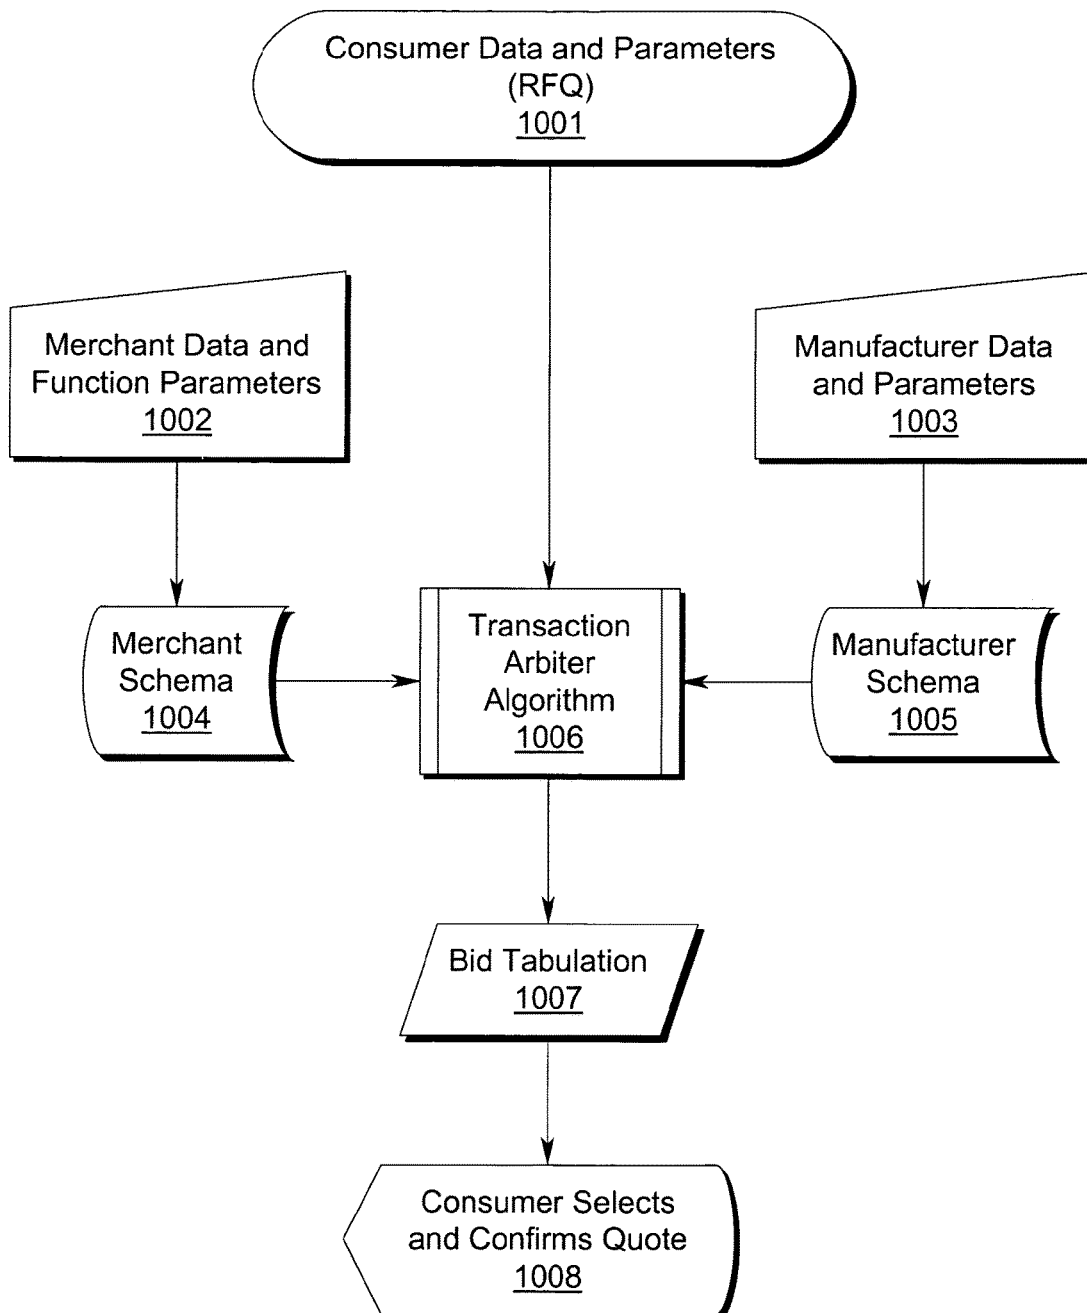 Consumer Data and Parameters
(RFQ)
1001
Merchant Data and
Function Parameters
1002
Manufacturer Data
and Parameters
1003
Merchant
Schema
1004
Transaction
Arbiter
Algorithm
1006
Manufacturer
Schema
1005
Bid Tabulation
1007
Consumer Selects
and Confirms Quote
1008